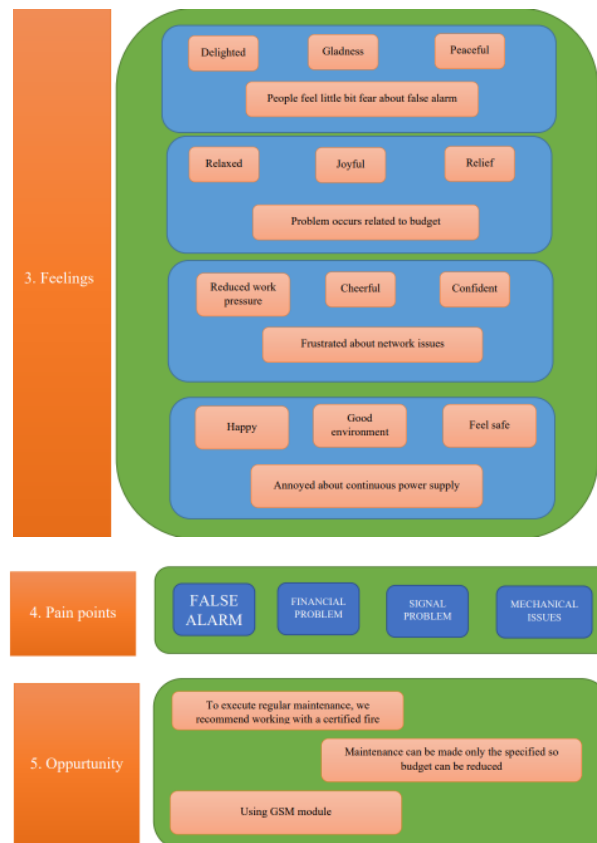 3. Feelings
Delighted
Gladness
Peaceful
People feel little bit fear about false alarm
Relaxed
Joyful
Relief
Problem occurs related to budget
Reduced work
pressure
Cheerful
Confident
Frustrated about network issues
Happy
Good
environment
Feel safe
Annoyed about continuous power supply
4. Pain points
FALSE
ALARM
FINANCIAL
PROBLEM
SIGNAL
PROBLEM
MECHANICAL
ISSUES
5. Oppurtunity
To execute regular maintenance, we
recommend working with a certified fire
Maintenance can be made only the specified so
budget can be reduced
Using GSM module